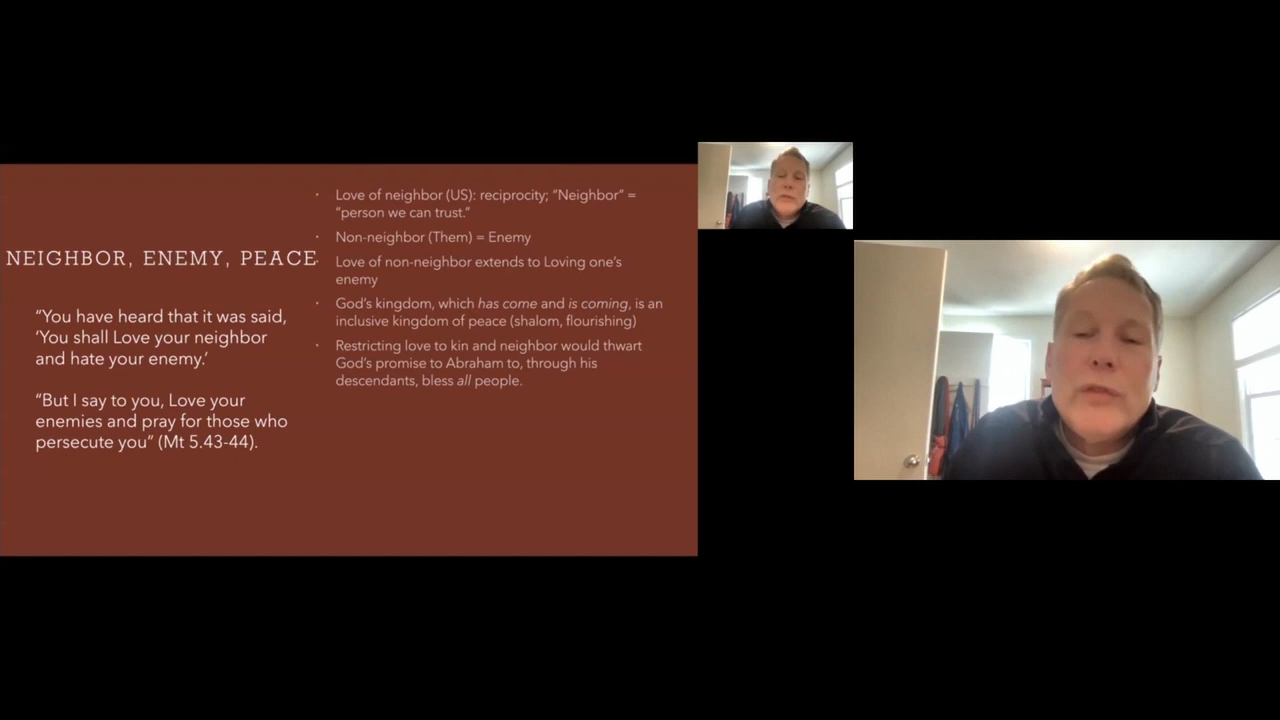 NEIGHBOR, ENEMY, PEACE
“You have heard that it was said,
‘You shall Love your neighbor
and hate your enemy.’
“But I say to you, Love your
enemies and pray for those who
persecute you” (Mt 5.43-44).
• Love of neighbor (US): reciprocity; “Neighbor” =
“person we can trust.”
• Non-neighbor (Them) = Enemy
• Love of non-neighbor extends to Loving one’s
enemy
• God’s kingdom, which has come and is coming, is an
inclusive kingdom of peace (shalom, flourishing)
• Restricting love to kin and neighbor would thwart
God’s promise to Abraham to, through his
descendants, bless all people.